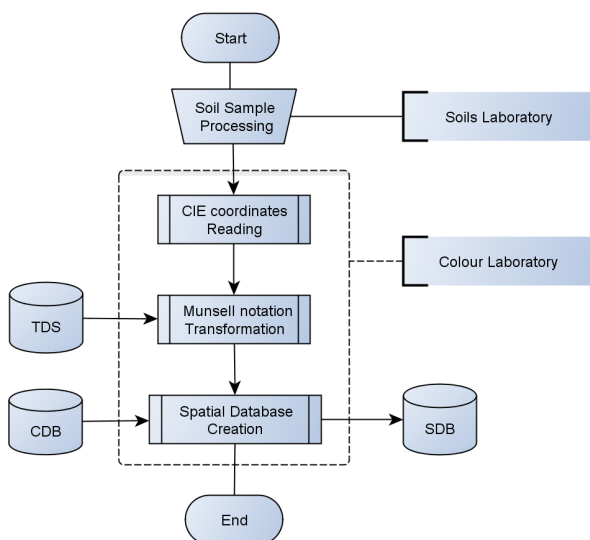 Start
Soil Sample
Processing
Soils Laboratory
CIE coordinates
Reading
Colour Laboratory
Munsell notation
Transformation
TDS
Spatial Database
Creation
CDB
SDB
End